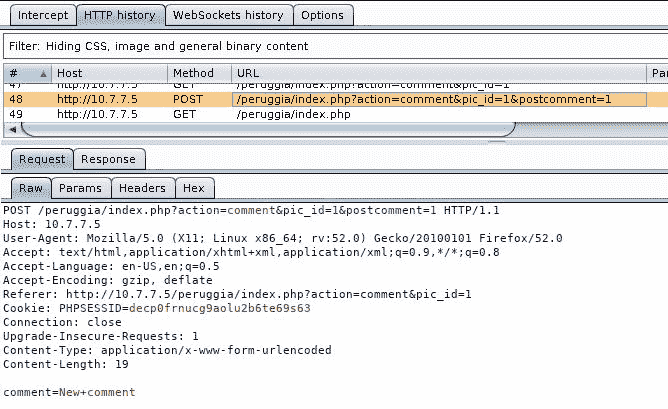 Intercept HTTP history WebSockets history Options
Filter: Hiding CSS, image and general binary content
# Host Method URL Par
47 http://10.7.7.5 GET /peruggia/index.php?action=comment&pic_id=1
48 http://10.7.7.5 POST /peruggia/index.php?action=comment&pic_id=1&postcomment=1
49 http://10.7.7.5 GET /peruggia/index.php
Request Response
Raw Params Headers Hex
POST /peruggia/index.php?action=comment&pic_id=1&postcomment=1 HTTP/1.1
Host: 10.7.7.5
User-Agent: Mozilla/5.0 (X11; Linux x86_64; rv:52.0) Gecko/20100101 Firefox/52.0
Accept: text/html,application/xhtml+xml,application/xml;q=0.9,*/*;q=0.8
Accept-Language: en-US,en;q=0.5
Accept-Encoding: gzip, deflate
Referer: http://10.7.7.5/peruggia/index.php?action=comment&pic_id=1
Cookie: PHPSESSID=decp0frnucg9aolu2b6te69s63
Connection: close
Upgrade-Insecure-Requests: 1
Content-Type: application/x-www-form-urlencoded
Content-Length: 19
comment=New+comment